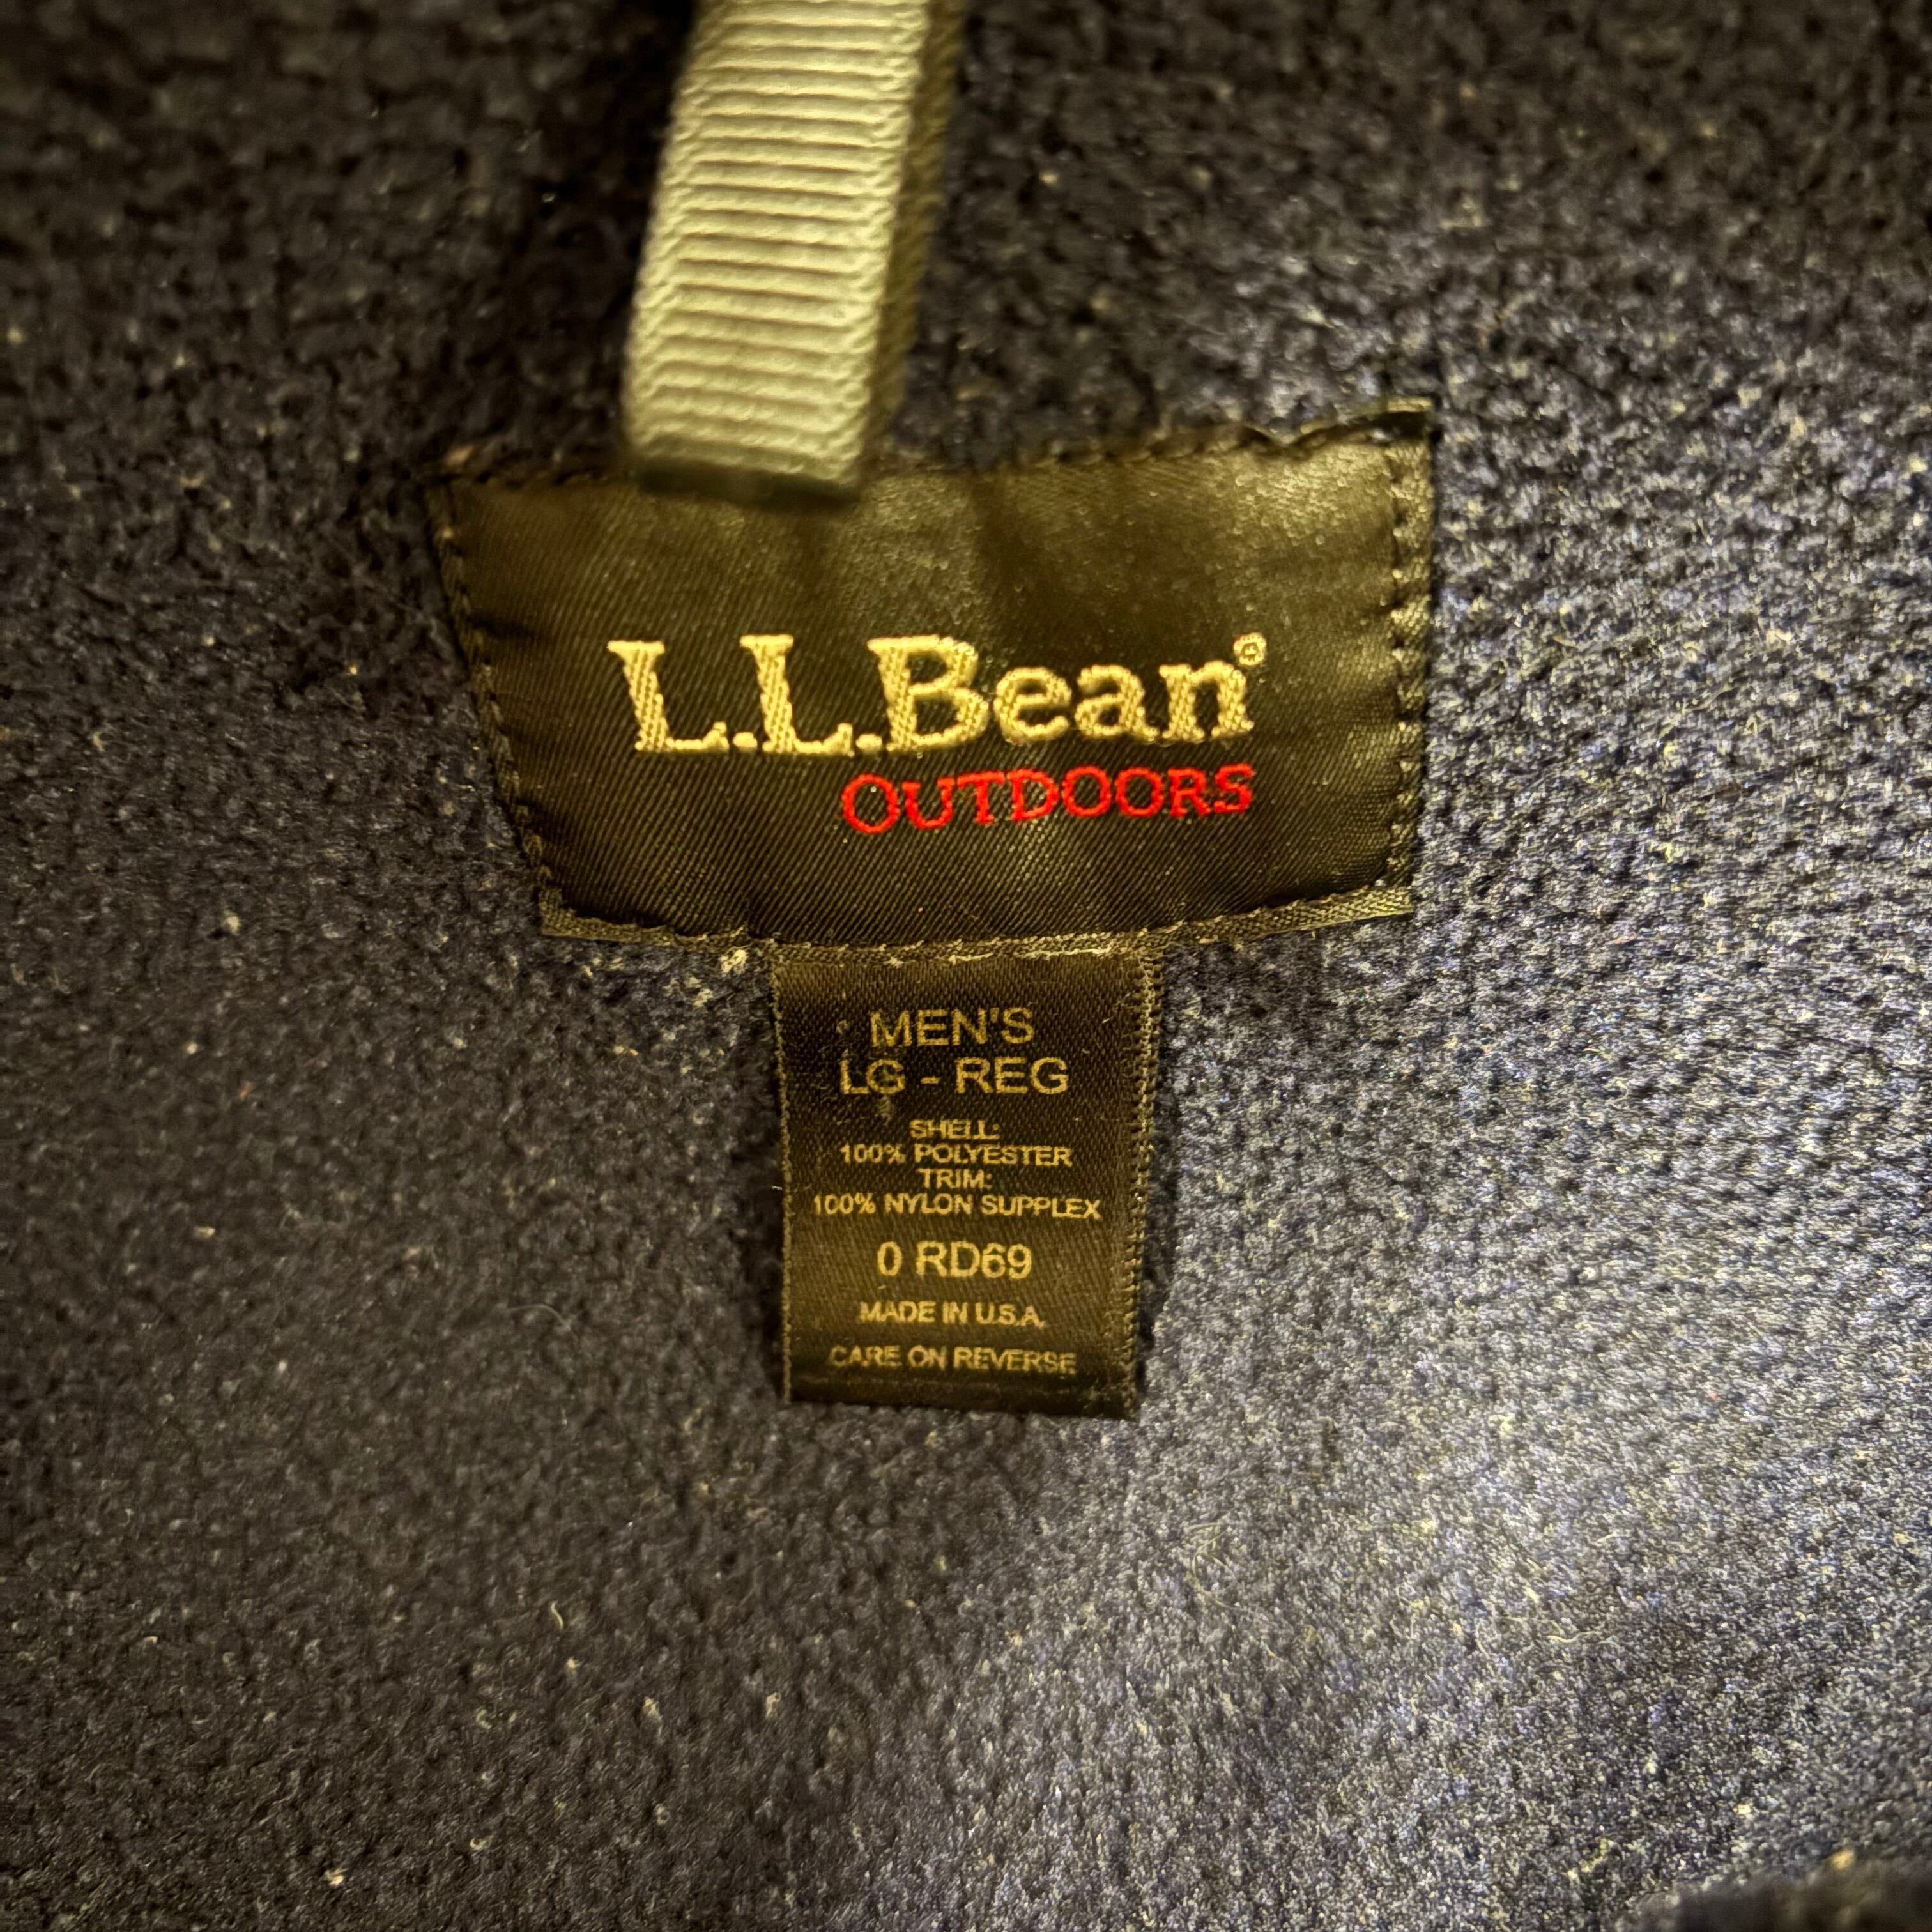 L.L.Bean®
OUTDOORS
MEN'S
LG - REG
SHELL:
100% POLYESTER
TRIM:
100% NYLON SUPPLEX
0 RD69
MADE IN U.S.A.
CARE ON REVERSE